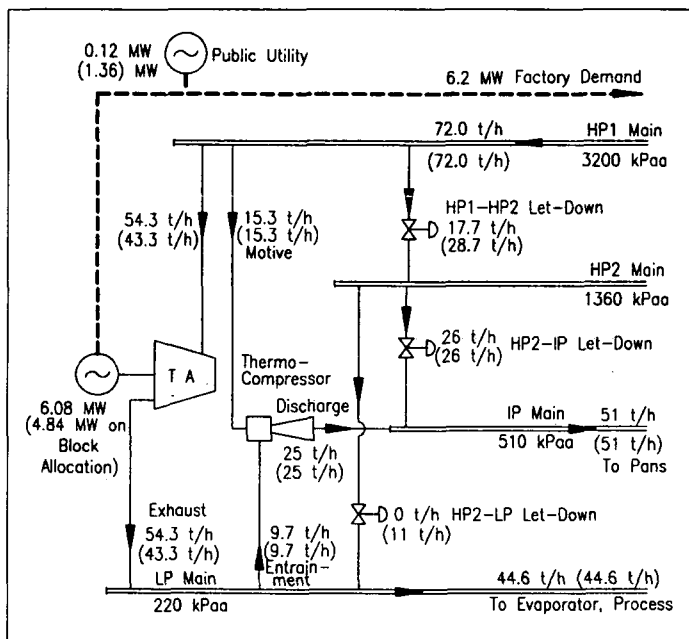 0.12 MW
(1.36) MW
Public Utility
6.2 MW Factory Demand
72.0 t/h HP1 Main
(72.0 t/h) 3200 kPaa
54.3 t/h
(43.3 t/h)
15.3 t/h
(15.3 t/h)
Motive
HP1-HP2 Let-Down
17.7 t/h
(28.7 t/h)
HP2 Main
1360 kPaa
26 t/h
(26 t/h)
HP2-IP Let-Down
T A
Thermo-
Compressor
Discharge
6.08 MW
(4.84 MW on
Block
Allocation)
25 t/h
(25 t/h)
IP Main 51 t/h
510 kPaa (51 t/h)
To Pans
Exhaust
54.3 t/h
(43.3 t/h)
9.7 t/h
(9.7 t/h)
Entrain-
ment
0 t/h HP2-LP Let-Down
(11 t/h)
LP Main
220 kPaa
44.6 t/h (44.6 t/h)
To Evaporator, Process